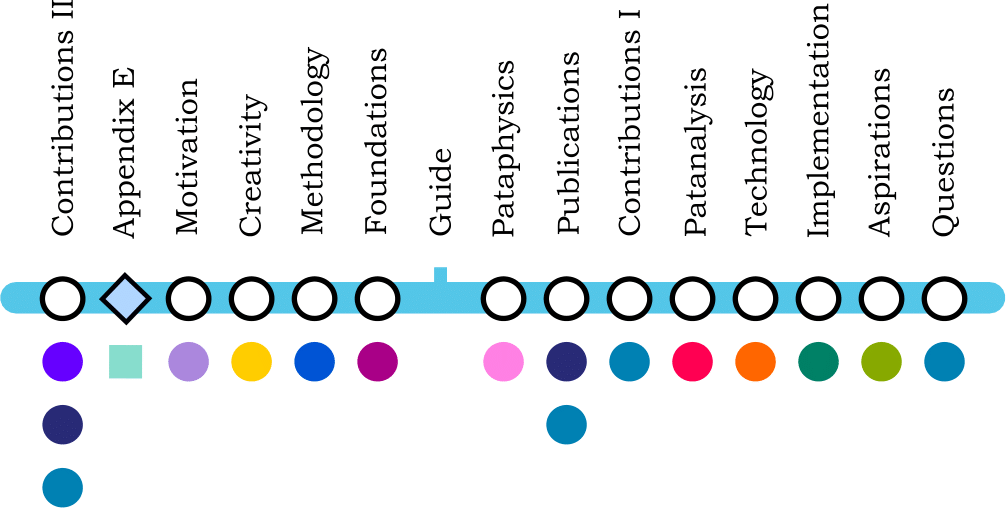 Contributions II
Appendix E
Motivation
Creativity
Methodology
Foundations
Guide
Pataphysics
Publications
Contributions I
Patanalysis
Technology
Implementation
Aspirations
Questions